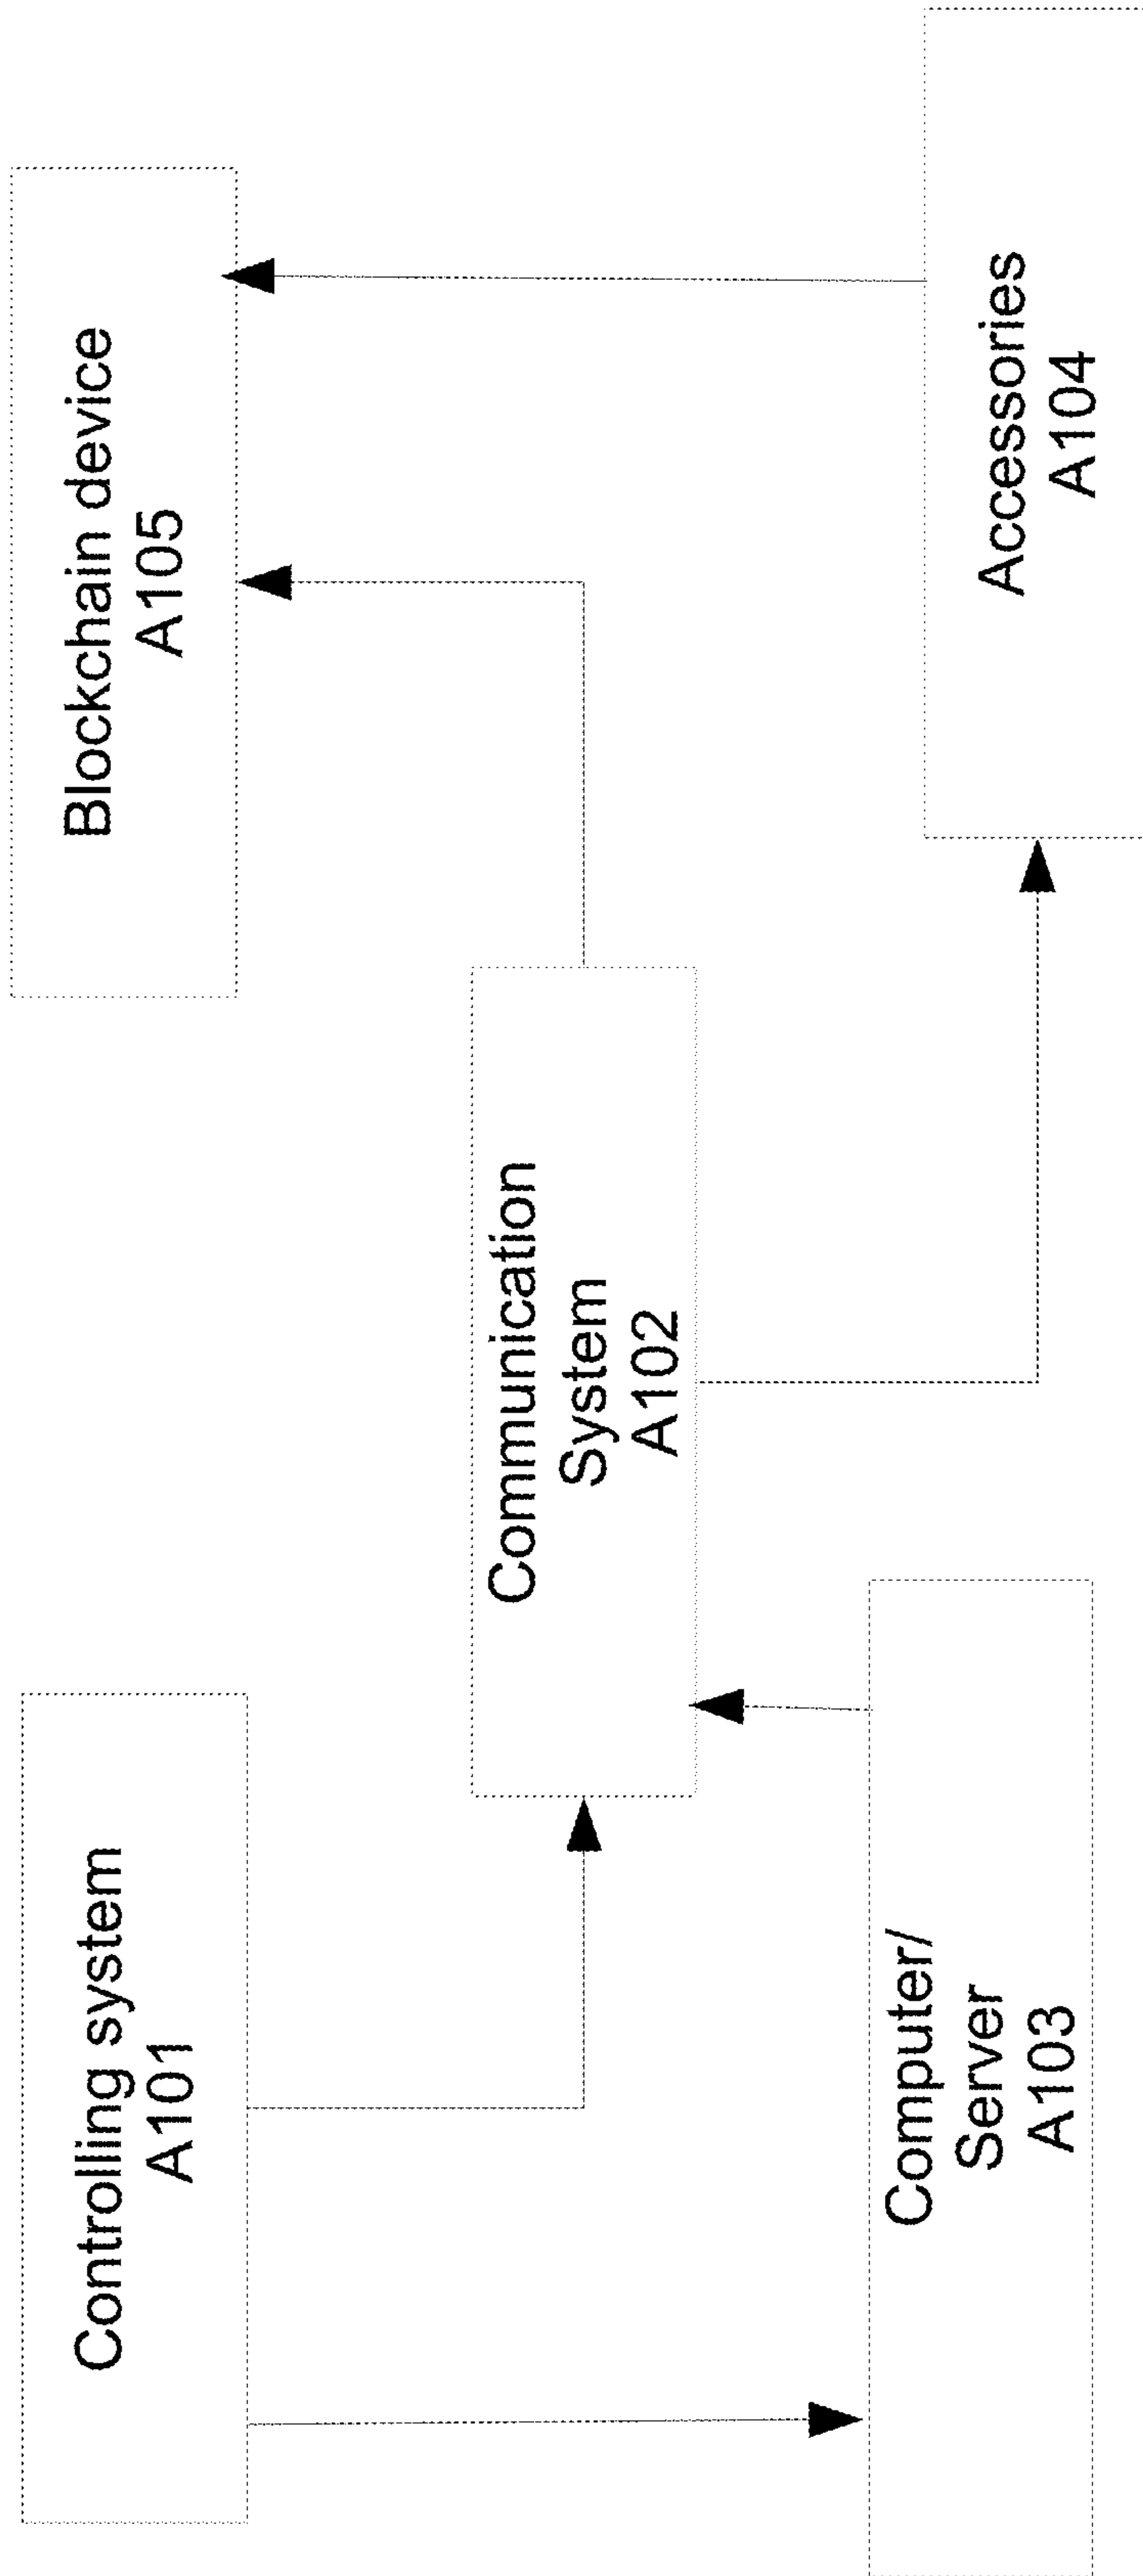 Controlling system
A101
Blockchain device
A105
Communication
System
A102
Computer/
Server
A103
Accessories
A104